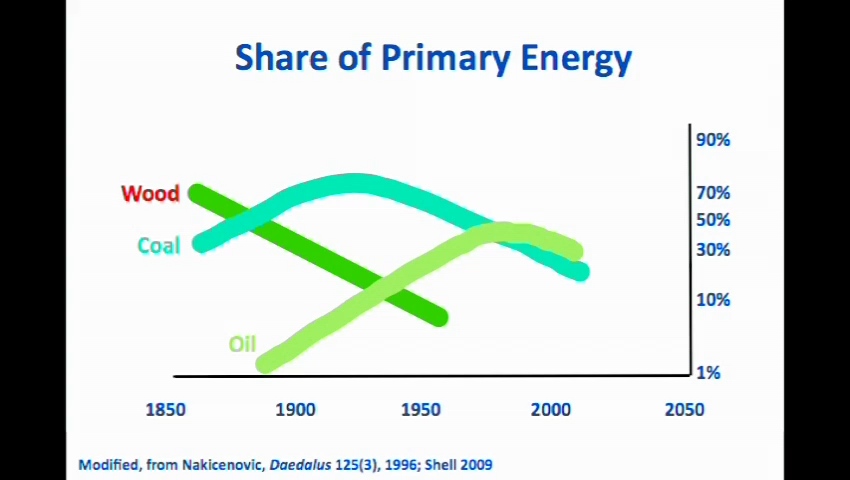 Share of Primary Energy
90%
Wood
70%
50%
Coal
30%
10%
Oil
1%
1850 1900 1950 2000 2050
Modified, from Nakicenovic, Daedalus 125(3), 1996; Shell 2009